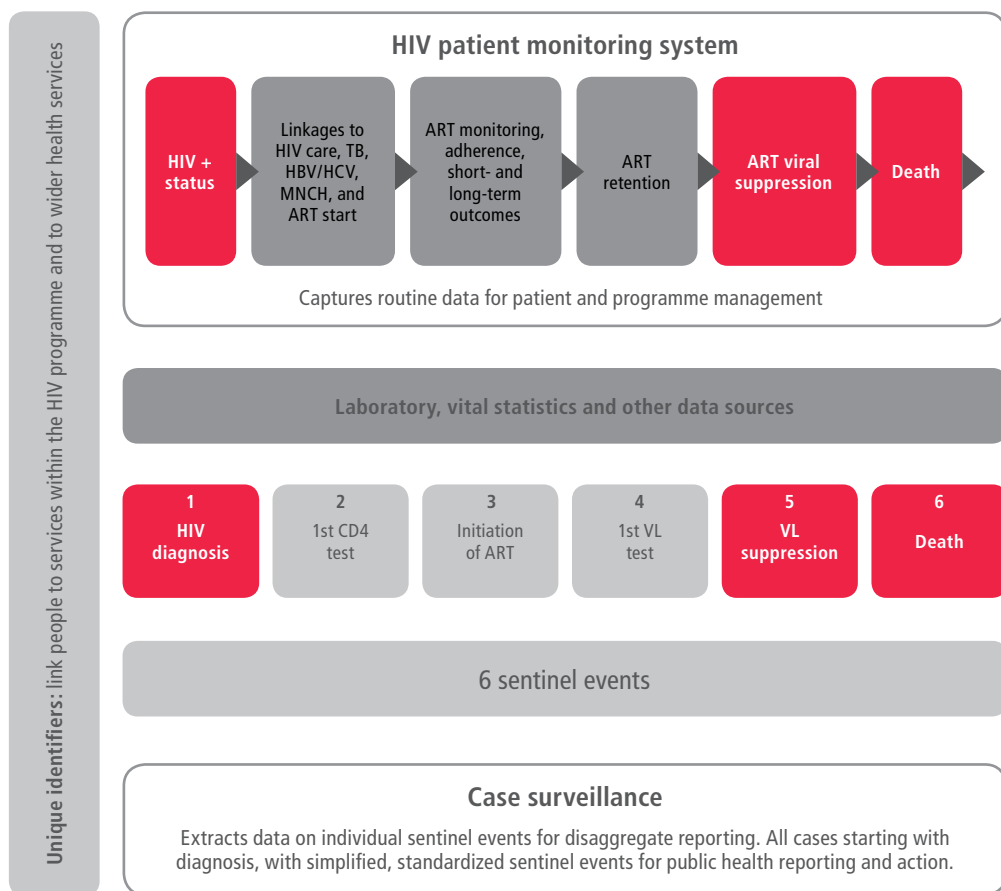 Unique identifiers: link people to services within the HIV programme and to wider health services
HIV patient monitoring system
HIV +
status
Linkages to
HIV care, TB,
HBV/HCV,
MNCH, and
ART start
ART monitoring,
adherence,
short- and
long-term
outcomes
ART
retention
ART viral
suppression
Death
Captures routine data for patient and programme management
Laboratory, vital statistics and other data sources
1
HIV
diagnosis
2
1st CD4
test
3
Initiation
of ART
4
1st VL
test
5
VL
suppression
6
Death
6 sentinel events
Case surveillance
Extracts data on individual sentinel events for disaggregate reporting. All cases starting with
diagnosis, with simplified, standardized sentinel events for public health reporting and action.